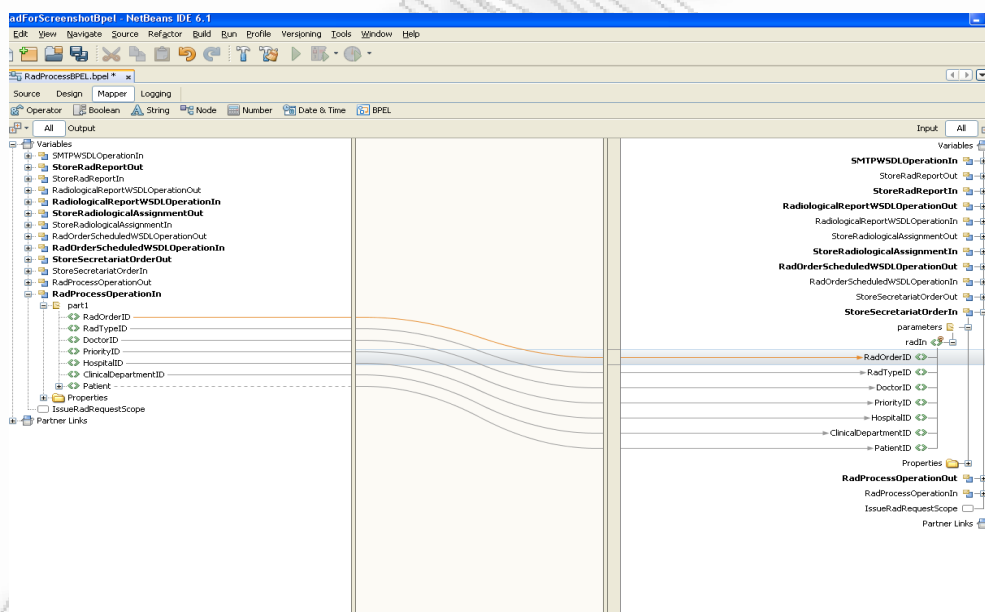 adForScreenshotBpel - NetBeans IDE 6.1
Edit View Navigate Source Refactor Build Run Profile Versioning Tools Window Help
RadProcessBPEL.bpel * x
Source Design Mapper Logging
Operator Boolean String Node Number Date & Time BPEL
All Output
Input All
Variables
SMTPWSDLOperationIn
StoreRadReportOut
StoreRadReportIn
RadiologicalReportWSDLOperationOut
RadiologicalReportWSDLOperationIn
StoreRadiologicalAssignmentOut
StoreRadiologicalAssignmentIn
RadOrderScheduledWSDLOperationOut
RadOrderScheduledWSDLOperationIn
StoreSecretariatOrderOut
StoreSecretariatOrderIn
RadProcessOperationOut
RadProcessOperationIn
part1
RadOrderID
RadTypeID
DoctorID
PriorityID
HospitalID
ClinicalDepartmentID
Patient
Properties
IssueRadRequestScope
Partner Links
Variables
SMTPWSDLOperationIn
StoreRadReportOut
StoreRadReportIn
RadiologicalReportWSDLOperationOut
RadiologicalReportWSDLOperationIn
StoreRadiologicalAssignmentOut
StoreRadiologicalAssignmentIn
RadOrderScheduledWSDLOperationOut
RadOrderScheduledWSDLOperationIn
StoreSecretariatOrderOut
StoreSecretariatOrderIn
parameters
radIn
RadOrderID
RadTypeID
DoctorID
PriorityID
HospitalID
ClinicalDepartmentID
PatientID
Properties
RadProcessOperationOut
RadProcessOperationIn
IssueRadRequestScope
Partner Links